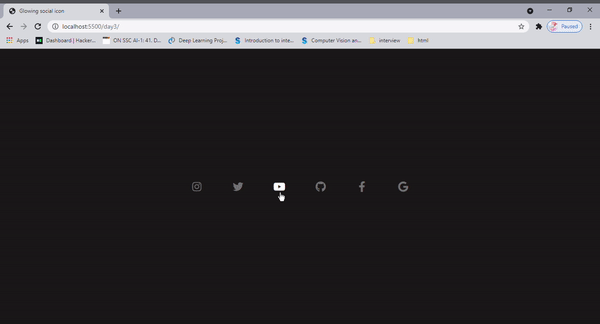 Glowing social icon
localhost:5500/day3/
Paused
Apps
Dashboard | Hacker...
ON SSC AI-1: 41. D...
Deep Learning Proj...
Introduction to inte...
Computer Vision an...
interview
html